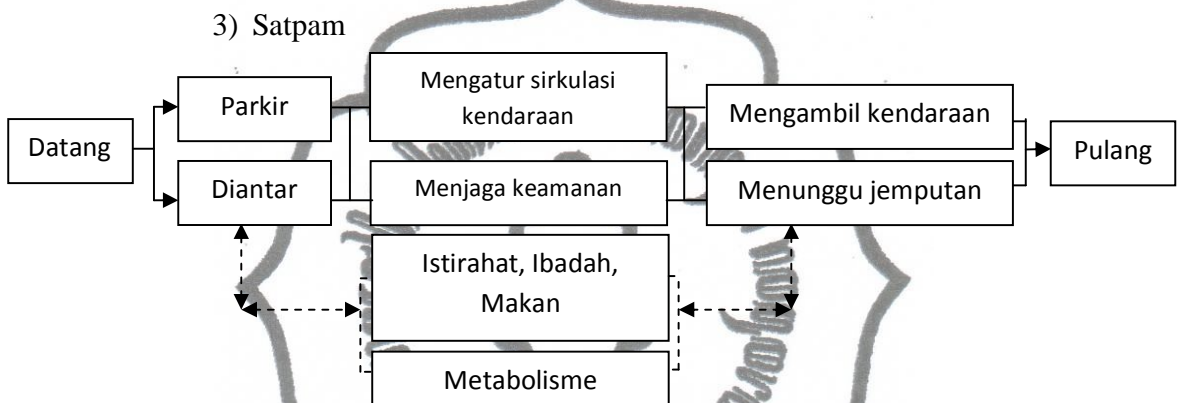 3) Satpam
Datang
Parkir
Diantar
Mengatur sirkulasi
kendaraan
Menjaga keamanan
Istirahat, Ibadah,
Makan
Metabolisme
Mengambil kendaraan
Menunggu jemputan
Pulang